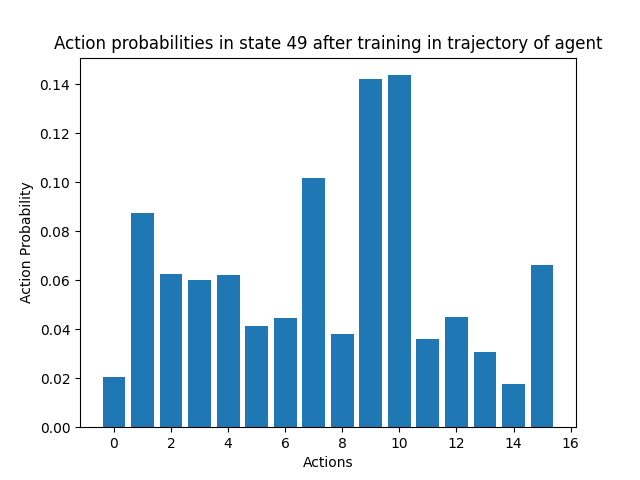 Action probabilities in state 49 after training in trajectory of agent
0.14
0.12
0.10
0.08
0.06
0.04
0.02
0.00
Action Probability
0 2 4 6 8 10 12 14 16
Actions